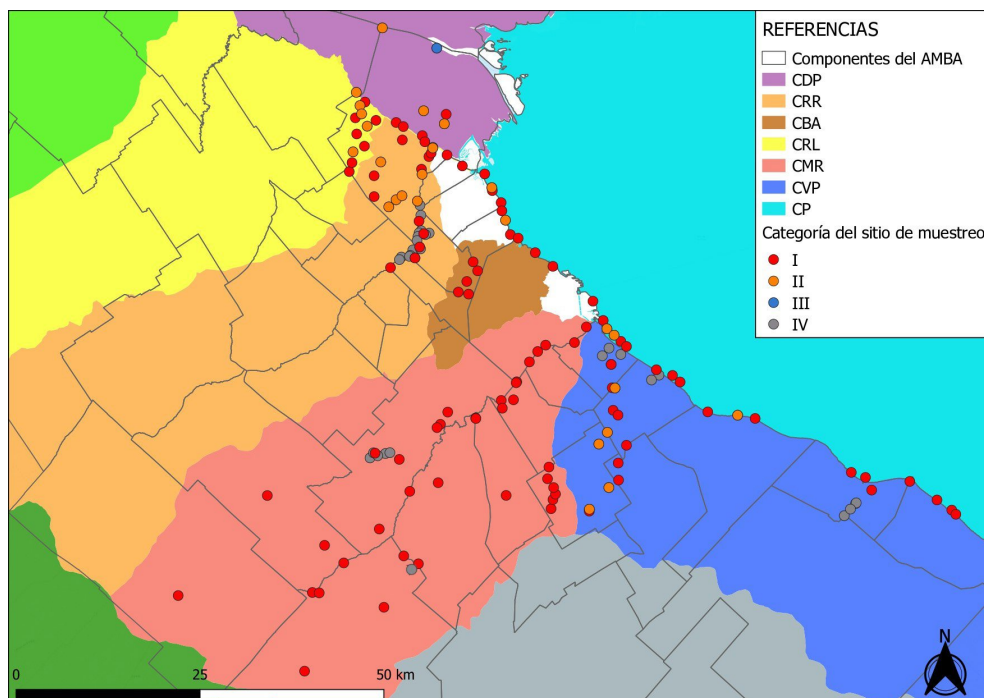 REFERENCIAS
Componentes del AMBA
CDP
CRR
CBA
CRL
CMR
CVP
CP
Categoría del sitio de muestreo
I
II
III
IV
N
0 25 50 km